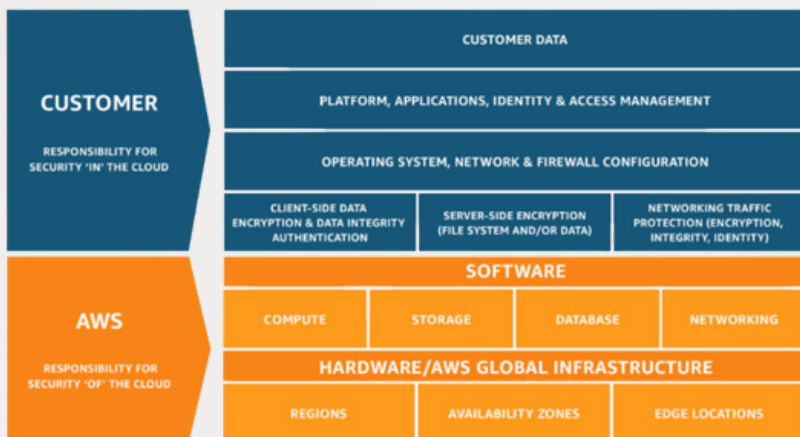 CUSTOMER
RESPONSIBILITY FOR
SECURITY 'IN' THE CLOUD
CUSTOMER DATA
PLATFORM, APPLICATIONS, IDENTITY & ACCESS MANAGEMENT
OPERATING SYSTEM, NETWORK & FIREWALL CONFIGURATION
CLIENT-SIDE DATA
ENCRYPTION & DATA INTEGRITY
AUTHENTICATION
SERVER-SIDE ENCRYPTION
(FILE SYSTEM AND/OR DATA)
NETWORKING TRAFFIC
PROTECTION (ENCRYPTION,
INTEGRITY, IDENTITY)
AWS
RESPONSIBILITY FOR
SECURITY 'OF' THE CLOUD
SOFTWARE
COMPUTE
STORAGE
DATABASE
NETWORKING
HARDWARE/AWS GLOBAL INFRASTRUCTURE
REGIONS
AVAILABILITY ZONES
EDGE LOCATIONS